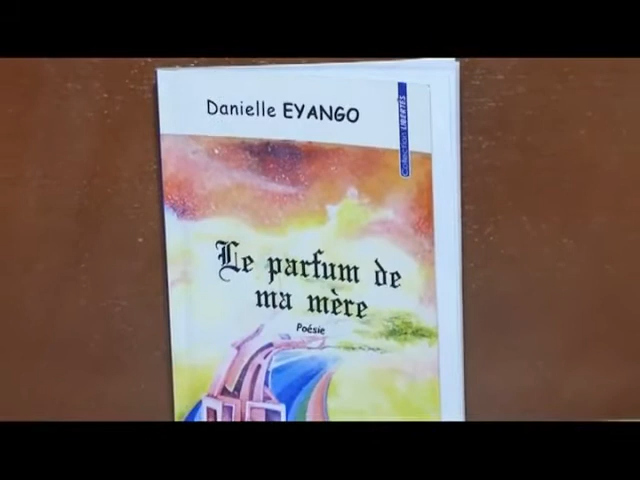 Danielle EYANGO
Collection LIBERTÉS
Le parfum de
ma mère
Poésie